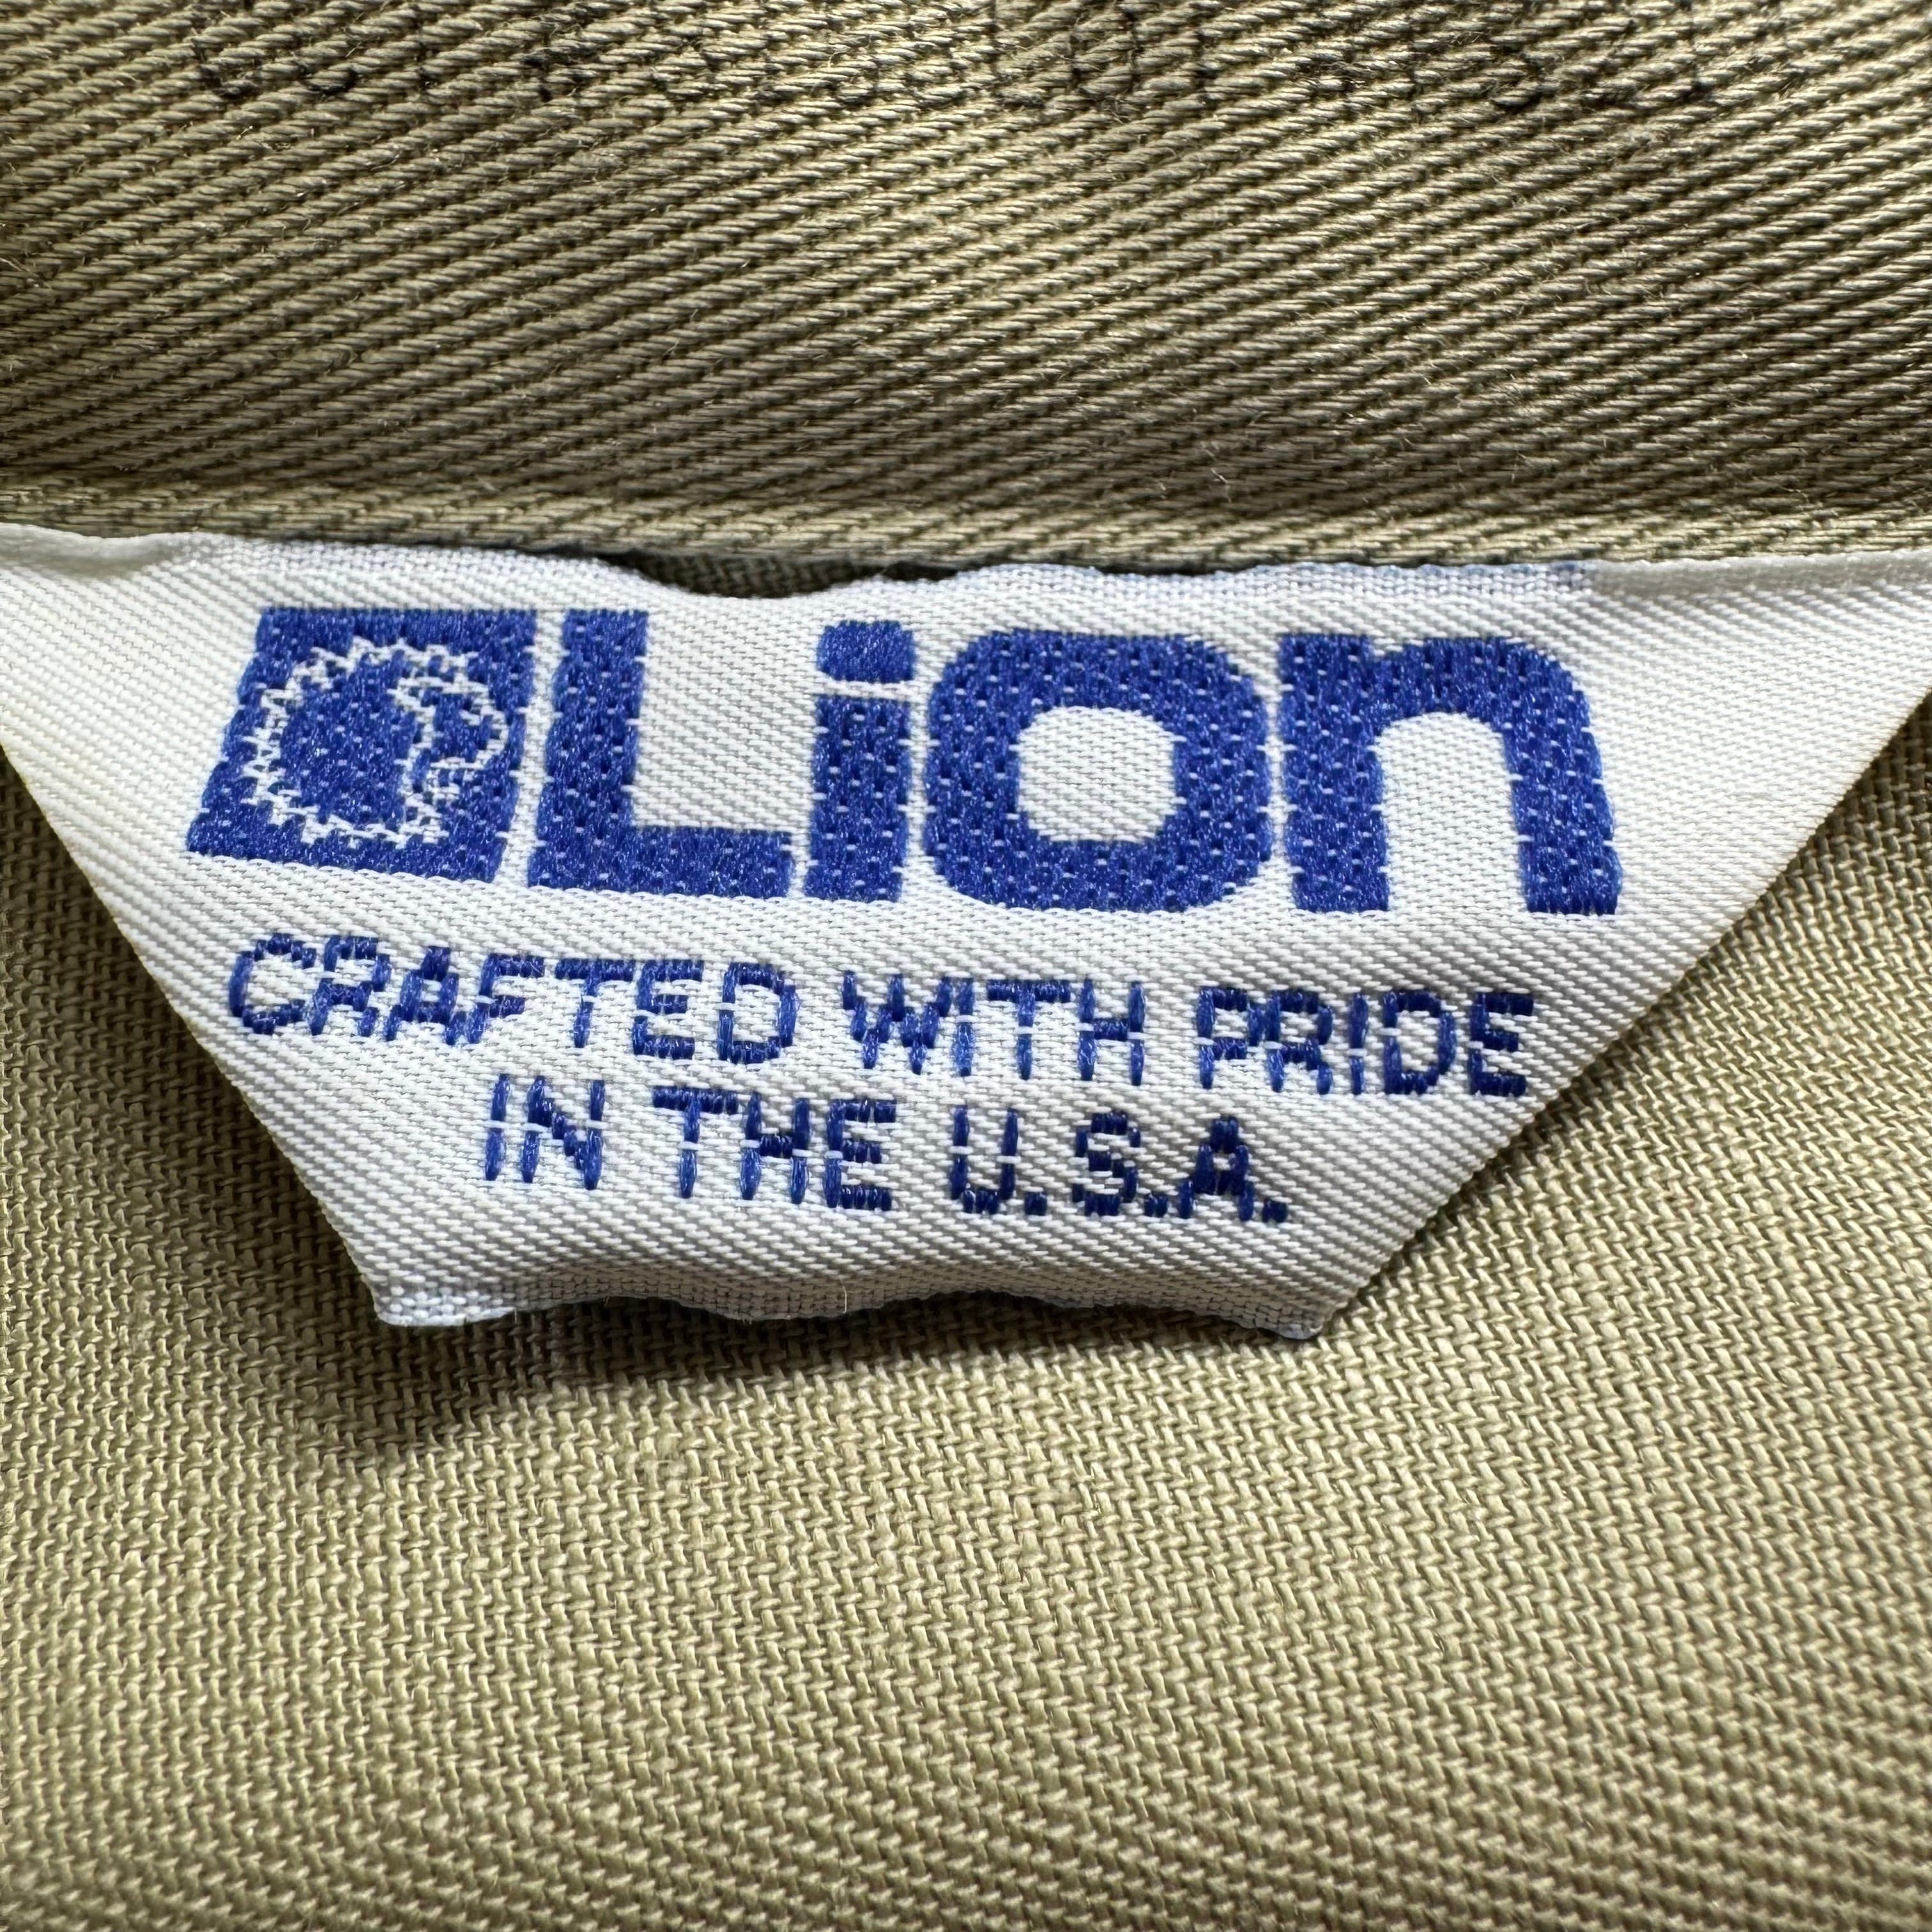 Lion
CRAFTED WITH PRIDE
IN THE U.S.A.